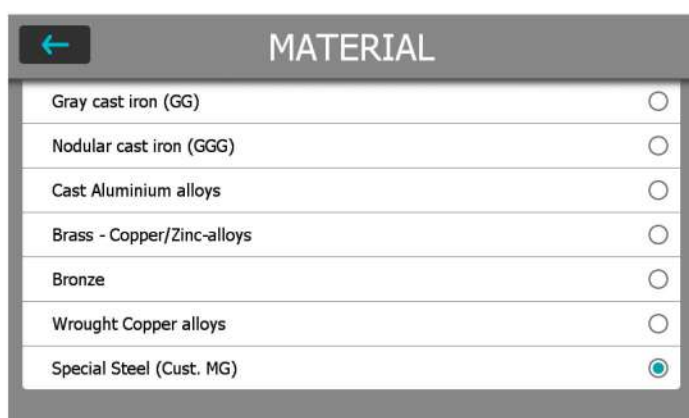 MATERIAL
Gray cast iron (GG)
Nodular cast iron (GGG)
Cast Aluminium alloys
Brass - Copper/Zinc-alloys
Bronze
Wrought Copper alloys
Special Steel (Cust. MG)